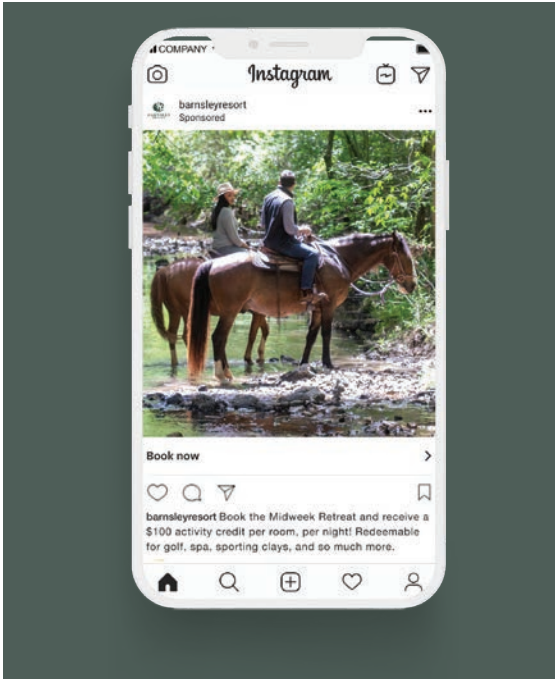 COMPANY
Instagram
barnsleyresort
Sponsored
Book now
barnsleyresort Book the Midweek Retreat and receive a
$100 activity credit per room, per night! Redeemable
for golf, spa, sporting clays, and so much more.